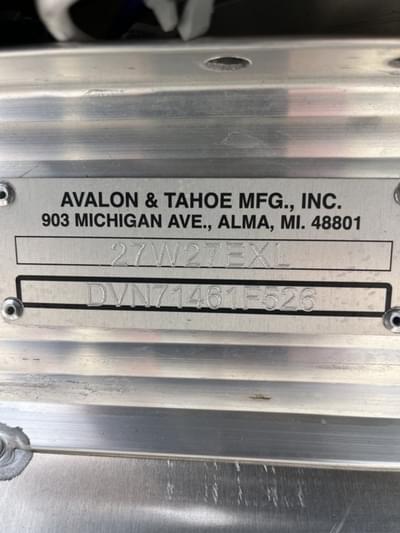 AVALON & TAHOE MFG., INC.
903 MICHIGAN AVE., ALMA, MI. 48801
27W27EXL
DVN71461F526